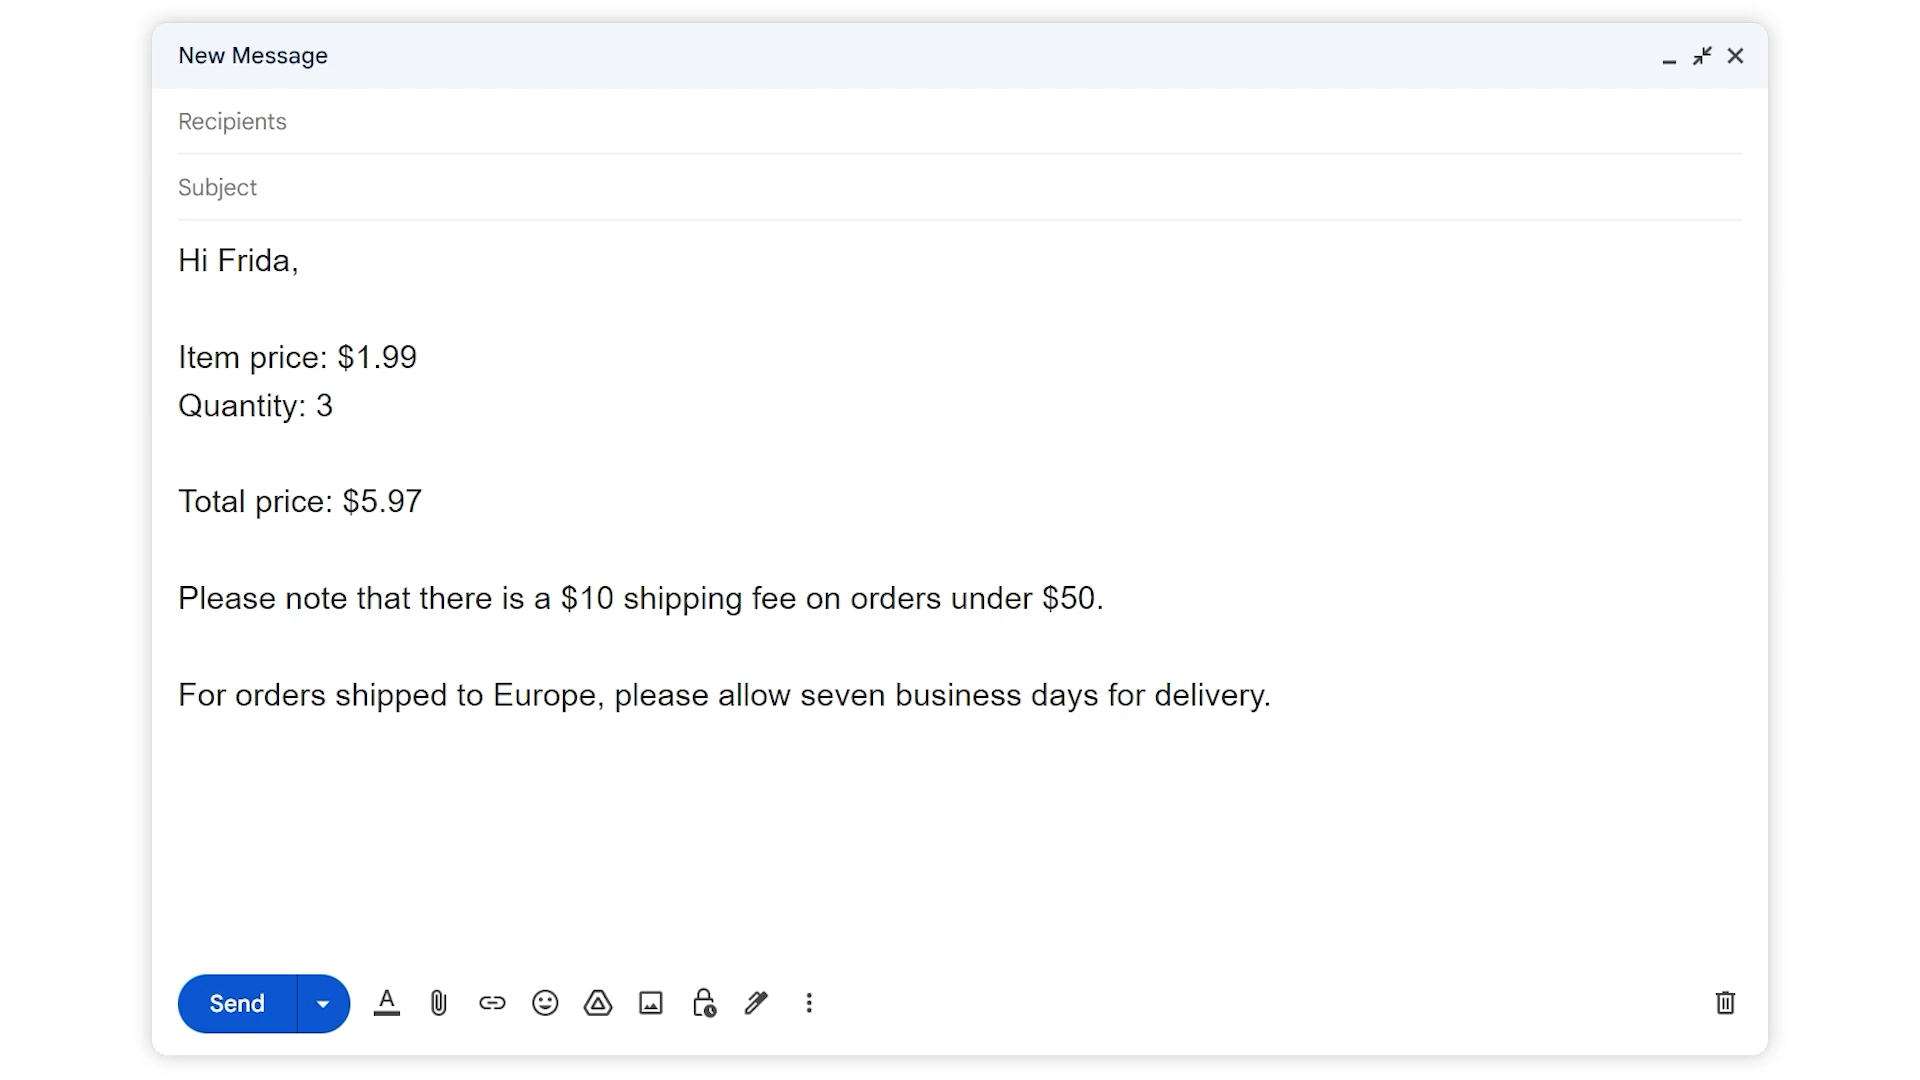 New Message
Recipients
Subject
Hi Frida,
Item price: $1.99
Quantity: 3
Total price: $5.97
Please note that there is a $10 shipping fee on orders under $50.
For orders shipped to Europe, please allow seven business days for delivery.
Send